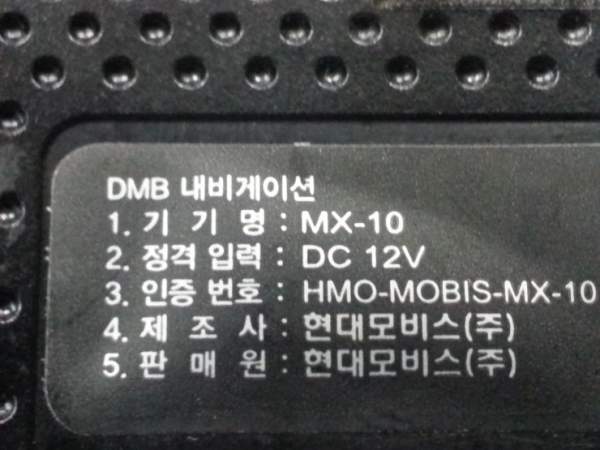 DMB 내비게이션
1. 기 기 명 : MX-10
2. 정격 입력 : DC 12V
3. 인증 번호 : HMO-MOBIS-MX-10
4. 제 조 사 : 현대모비스(주)
5. 판 매 원 : 현대모비스(주)